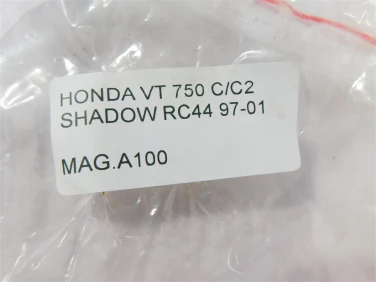 HONDA VT 750 C/C2
SHADOW RC44 97-01
MAG.A100